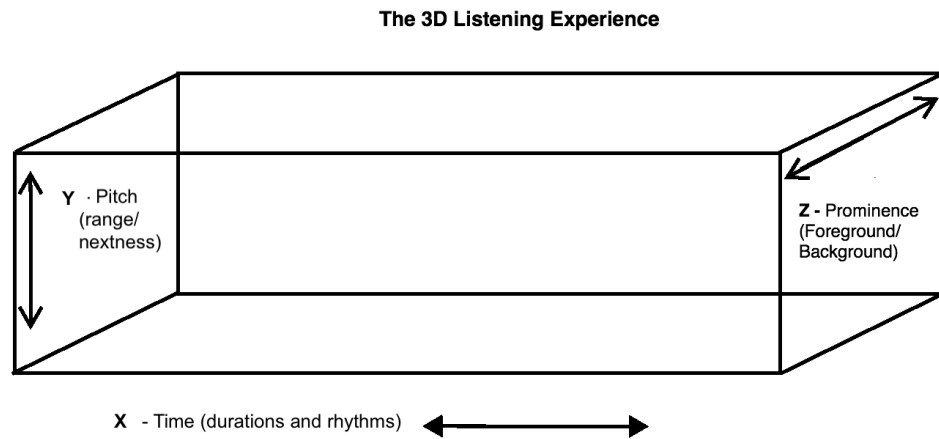 The 3D Listening Experience
Y - Pitch
(range/
nextness)
Z - Prominence
(Foreground/
Background)
X - Time (durations and rhythms)